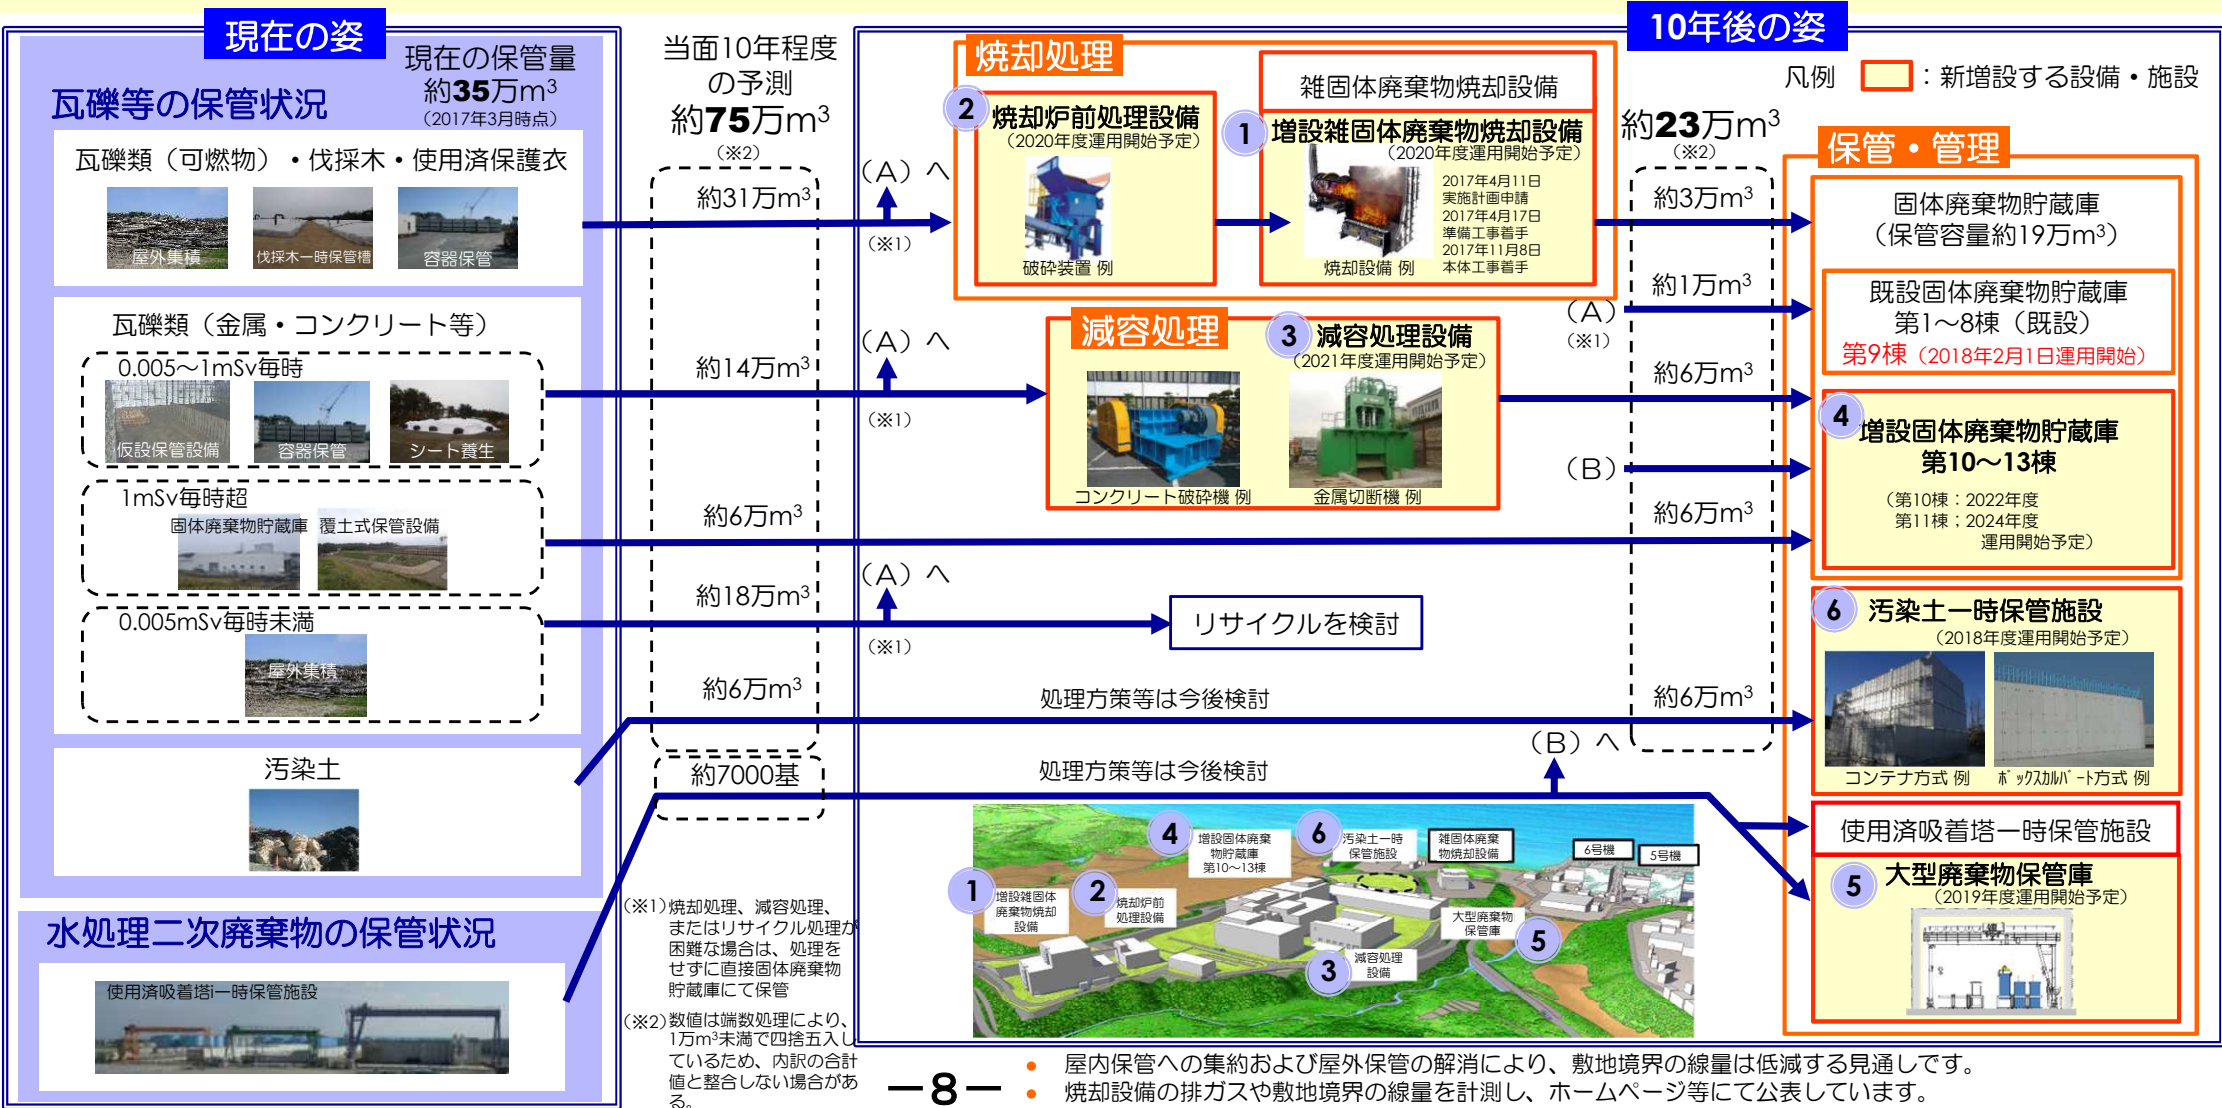 現在の姿
現在の保管量
約35万m³
(2017年3月時点)
瓦礫等の保管状況
瓦礫類（可燃物）・伐採木・使用済保護衣
屋外集積
伐採木一時保管槽
容器保管
瓦礫類（金属・コンクリート等）
0.005～1mSv毎時
仮設保管設備
容器保管
シート養生
1mSv毎時超
固体廃棄物貯蔵庫
覆土式保管設備
0.005mSv毎時未満
屋外集積
汚染土
水処理二次廃棄物の保管状況
使用済吸着塔i一時保管施設
当面10年程度
の予測
約75万m³
(※2)
約31万m³
約14万m³
約6万m³
約18万m³
約6万m³
約7000基
(※1)焼却処理、減容処理、
またはリサイクル処理が
困難な場合は、処理を
せずに直接固体廃棄物
貯蔵庫にて保管
(※2)数値は端数処理により、
1万m³未満で四捨五入し
ているため、内訳の合計
値と整合しない場合があ
る。
10年後の姿
凡例 ：新増設する設備・施設
(A)へ
(※1)
焼却処理
2 焼却炉前処理設備
(2020年度運用開始予定)
破砕装置 例
雑固体廃棄物焼却設備
1 増設雑固体廃棄物焼却設備
(2020年度運用開始予定)
焼却設備 例
2017年4月11日
実施計画申請
2017年4月17日
準備工事着手
2017年11月8日
本体工事着手
(A)へ
(※1)
減容処理
3 減容処理設備
(2021年度運用開始予定)
コンクリート破砕機 例
金属切断機 例
(A)へ
(※1)
リサイクルを検討
処理方策等は今後検討
処理方策等は今後検討
(B)へ
約23万m³
(※2)
約3万m³
約1万m³
(A)
(※1)
約6万m³
(B)
約6万m³
約6万m³
保管・管理
固体廃棄物貯蔵庫
（保管容量約19万m³）
既設固体廃棄物貯蔵庫
第1～8棟（既設）
第9棟（2018年2月1日運用開始）
4 増設固体廃棄物貯蔵庫
第10～13棟
（第10棟：2022年度
第11棟；2024年度
運用開始予定）
6 汚染土一時保管施設
(2018年度運用開始予定)
コンテナ方式 例
ﾎﾞｯｸｽｶﾙﾊﾞｰﾄ方式 例
使用済吸着塔一時保管施設
5 大型廃棄物保管庫
(2019年度運用開始予定)
4 増設固体廃棄
物貯蔵庫
第10～13棟
6 汚染土一時
保管施設
雑固体廃棄
物焼却設備
6号機
5号機
1 増設雑固体
廃棄物焼却
設備
2 焼却炉前
処理設備
大型廃棄物
保管庫 5
3 減容処理
設備
－8－
• 屋内保管への集約および屋外保管の解消により、敷地境界の線量は低減する見通しです。
• 焼却設備の排ガスや敷地境界の線量を計測し、ホームページ等にて公表しています。